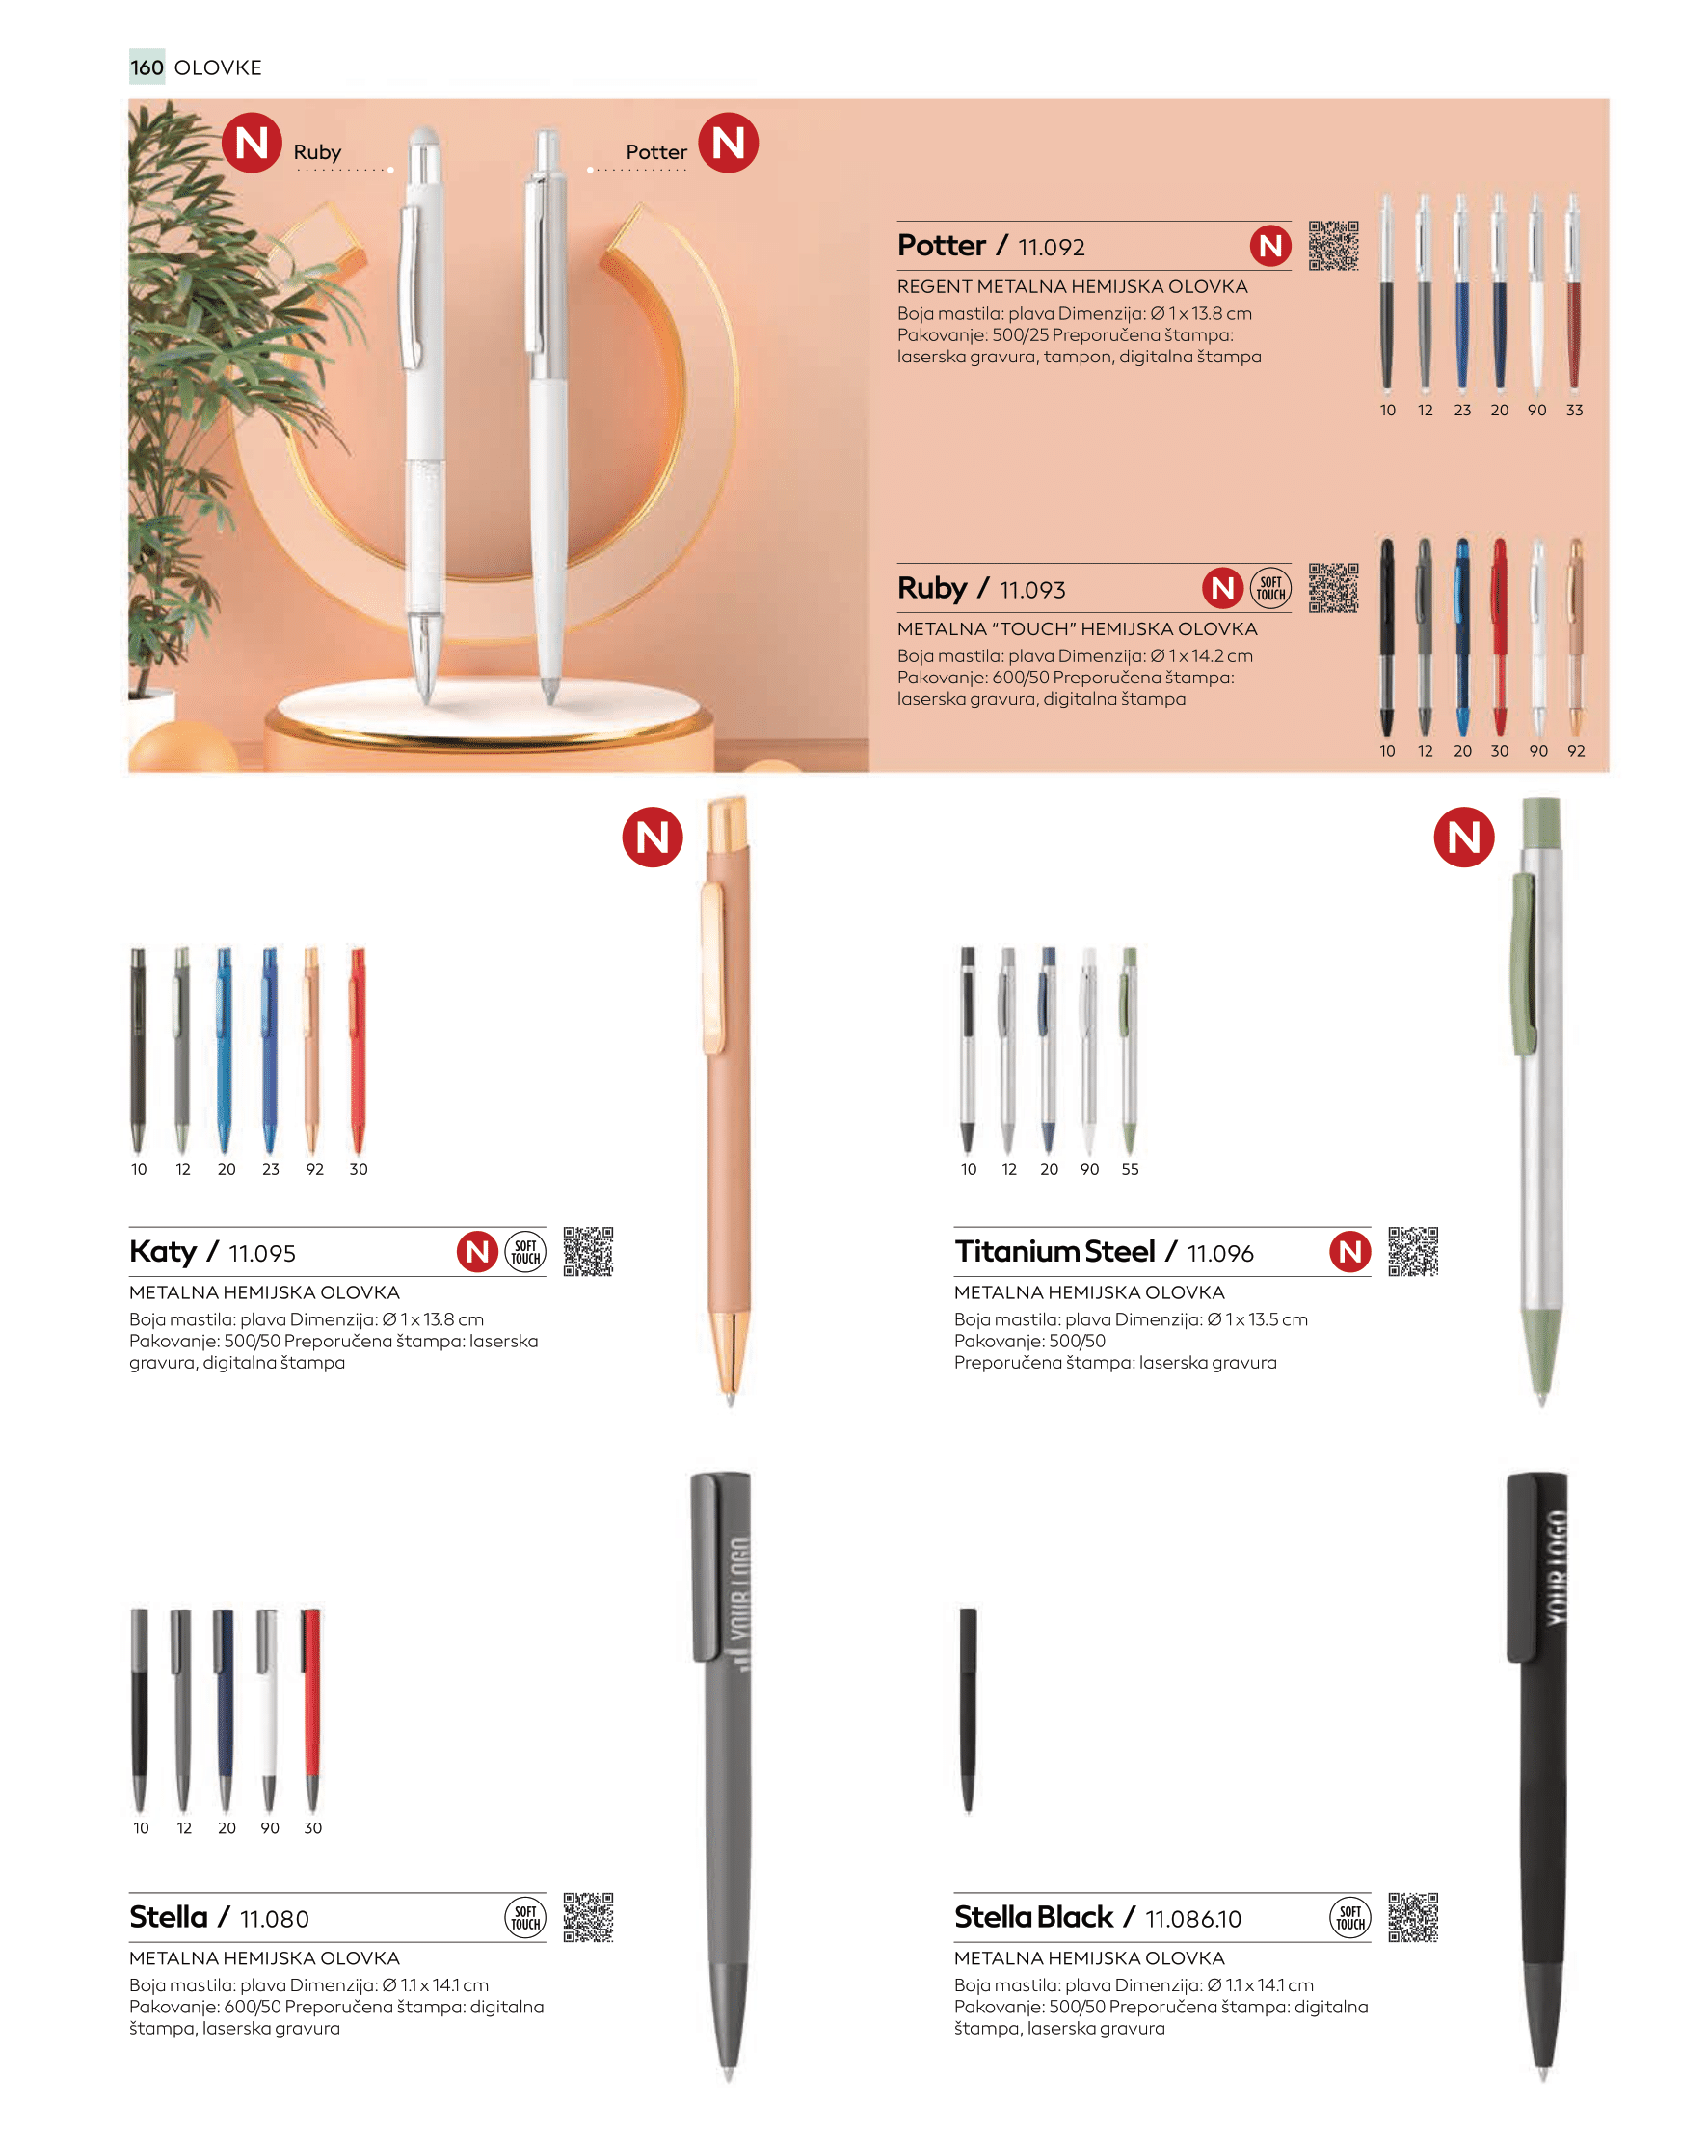 160 OLOVKE
N Ruby
Potter N
Potter / 11.092 N
REGENT METALNA HEMIJSKA OLOVKA
Boja mastila: plava Dimenzija: Ø 1 x 13.8 cm
Pakovanje: 500/25 Preporučena štampa:
laserska gravura, tampon, digitalna štampa
10 12 23 20 90 33
Ruby / 11.093 N SOFT TOUCH
METALNA “TOUCH” HEMIJSKA OLOVKA
Boja mastila: plava Dimenzija: Ø 1 x 14.2 cm
Pakovanje: 600/50 Preporučena štampa:
laserska gravura, digitalna štampa
10 12 20 30 90 92
N
10 12 20 23 92 30
Katy / 11.095 N SOFT TOUCH
METALNA HEMIJSKA OLOVKA
Boja mastila: plava Dimenzija: Ø 1 x 13.8 cm
Pakovanje: 500/50 Preporučena štampa: laserska
gravura, digitalna štampa
N
10 12 20 90 55
Titanium Steel / 11.096 N
METALNA HEMIJSKA OLOVKA
Boja mastila: plava Dimenzija: Ø 1 x 13.5 cm
Pakovanje: 500/50
Preporučena štampa: laserska gravura
YOUR LOGO
10 12 20 90 30
Stella / 11.080 SOFT TOUCH
METALNA HEMIJSKA OLOVKA
Boja mastila: plava Dimenzija: Ø 1.1 x 14.1 cm
Pakovanje: 600/50 Preporučena štampa: digitalna
štampa, laserska gravura
YOUR LOGO
Stella Black / 11.086.10 SOFT TOUCH
METALNA HEMIJSKA OLOVKA
Boja mastila: plava Dimenzija: Ø 1.1 x 14.1 cm
Pakovanje: 500/50 Preporučena štampa: digitalna
štampa, laserska gravura